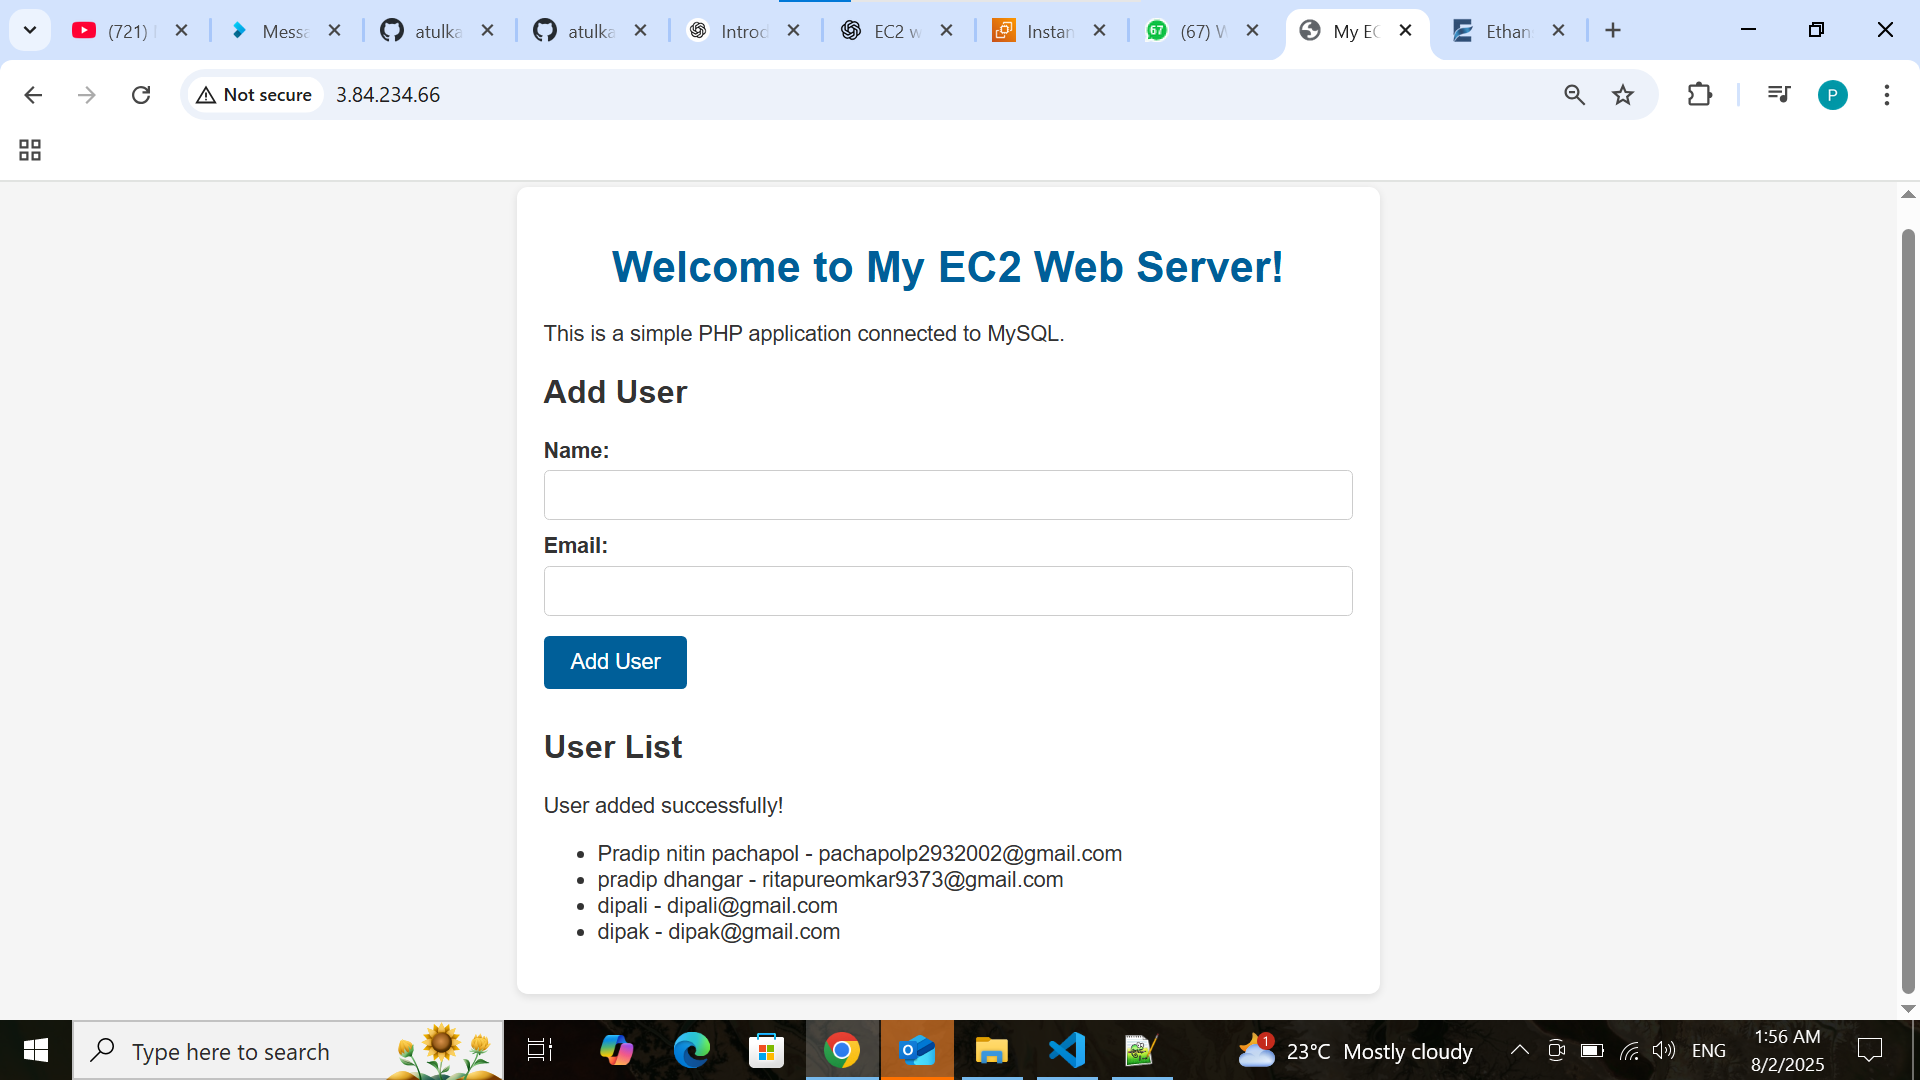 (721)
Messa
atulka
atulka
Introd
EC2 w
Instan
(67) W
My EC
Ethan
Not secure
3.84.234.66
P
Welcome to My EC2 Web Server!
This is a simple PHP application connected to MySQL.
Add User
Name:
Email:
Add User
User List
User added successfully!
Pradip nitin pachapol - pachapolp2932002@gmail.com
pradip dhangar - ritapureomkar9373@gmail.com
dipali - dipali@gmail.com
dipak - dipak@gmail.com
Type here to search
1
23°C Mostly cloudy
ENG
1:56 AM
8/2/2025